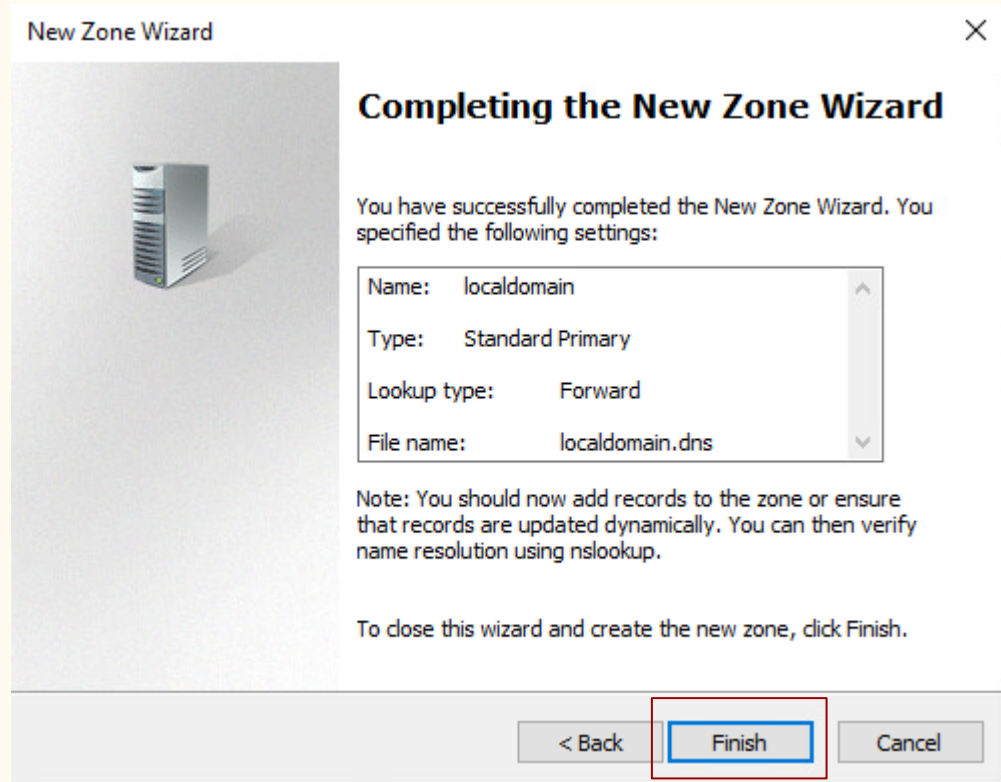 New Zone Wizard
Completing the New Zone Wizard
You have successfully completed the New Zone Wizard. You
specified the following settings:
Name: localdomain
Type: Standard Primary
Lookup type: Forward
File name: localdomain.dns
Note: You should now add records to the zone or ensure
that records are updated dynamically. You can then verify
name resolution using nslookup.
To close this wizard and create the new zone, click Finish.
< Back Finish Cancel